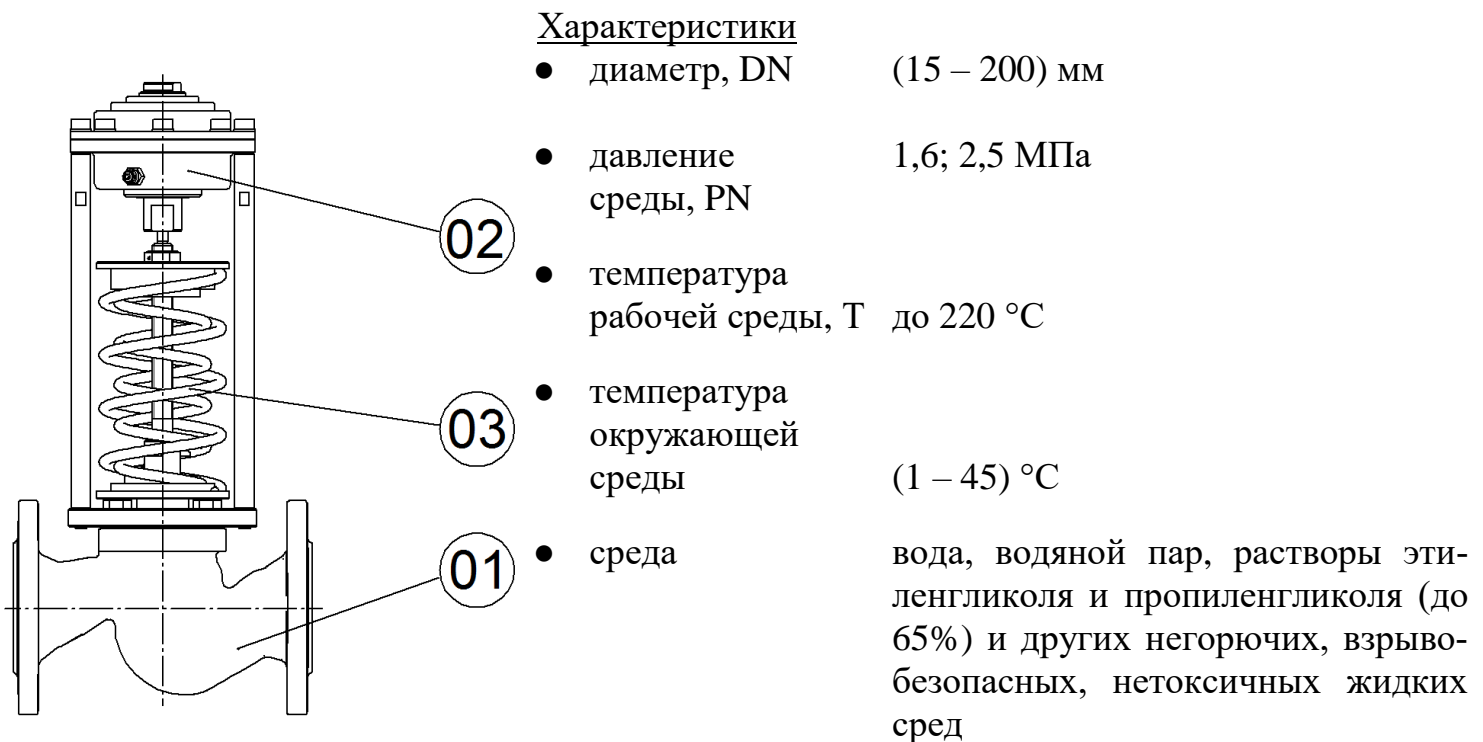 Характеристики
● диаметр, DN (15 – 200) мм
● давление 1,6; 2,5 МПа
среды, PN
02
● температура
рабочей среды, Т до 220 °С
● температура
03
окружающей
среды (1 – 45) °С
01
● среда вода, водяной пар, растворы эти-
ленгликоля и пропиленгликоля (до
65%) и других негорючих, взрыво-
безопасных, нетоксичных жидких
сред